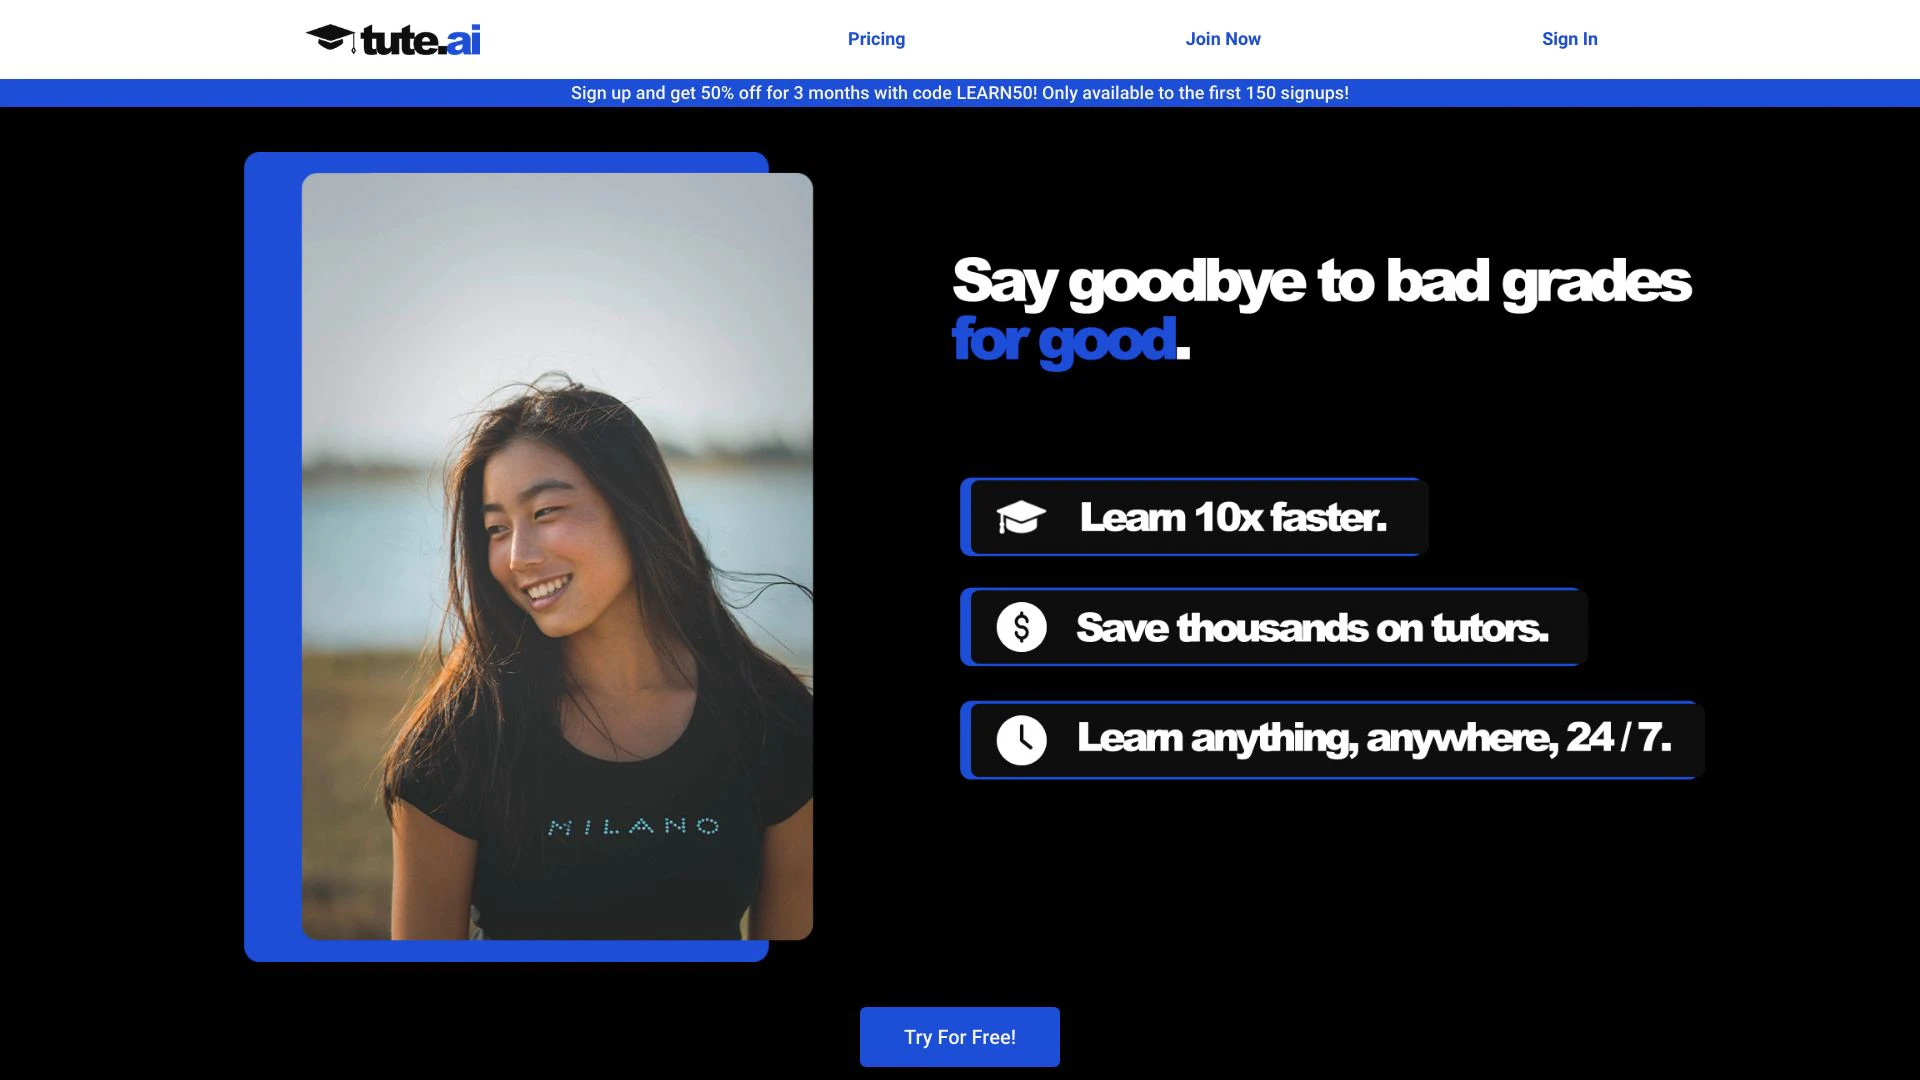 tute.ai
Pricing
Join Now
Sign In
Sign up and get 50% off for 3 months with code LEARN50! Only available to the first 150 signups!
Say goodbye to bad grades
for good.
Learn 10x faster.
Save thousands on tutors.
Learn anything, anywhere, 24 / 7.
MILANO
Try For Free!